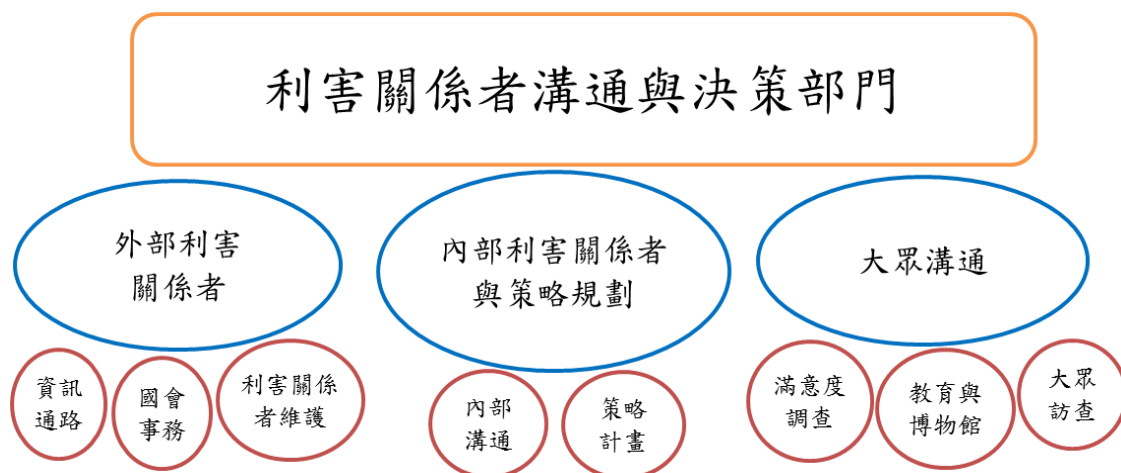 利害關係者溝通與決策部門
外部利害
關係者
內部利害關係者
與策略規劃
大眾溝通
資訊
通路
國會
事務
利害關係
者維護
內部
溝通
策略
計畫
滿意度
調查
教育與
博物館
大眾
訪查